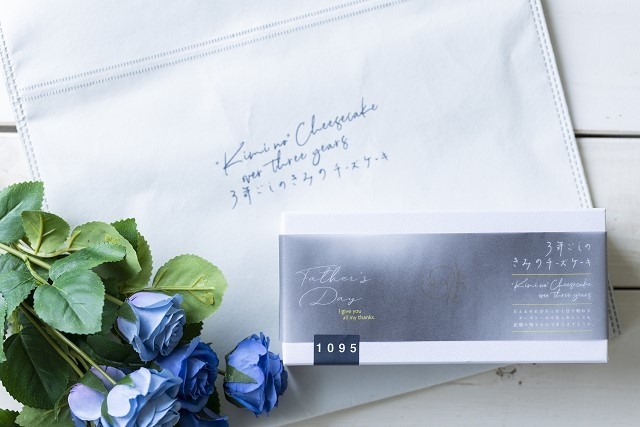 "Kimi no" Cheesecake
over three years
3年ごしのきみのチーズケーキ
Father's
Day
I give you
all my thanks.
1095
3年ごしの
きみのチーズケーキ
"Kimi no" Cheesecake
over three years